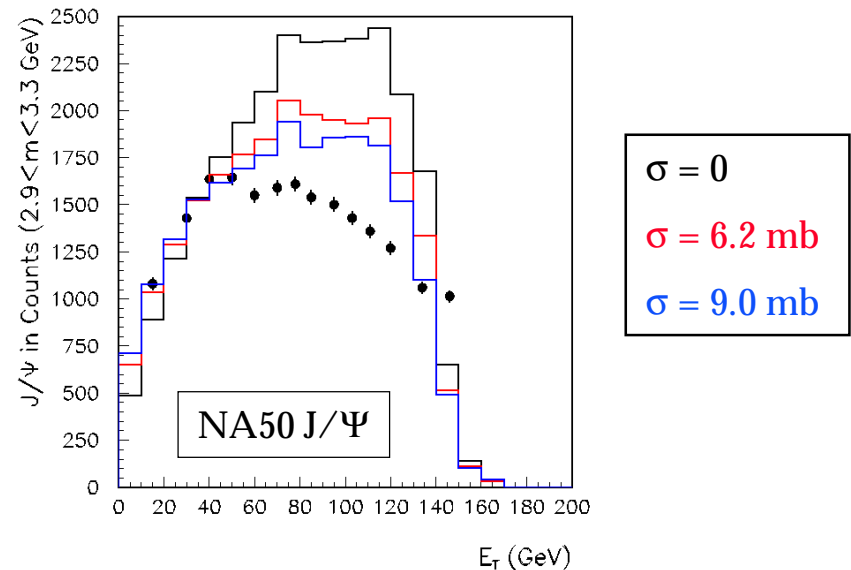 J/Ψ in Counts (2.9<m<3.3 GeV)
2500
2250
2000
1750
1500
1250
1000
750
500
250
0
NA50 J/Ψ
0 20 40 60 80 100 120 140 160 180 200
E_T (GeV)
σ = 0
σ = 6.2 mb
σ = 9.0 mb